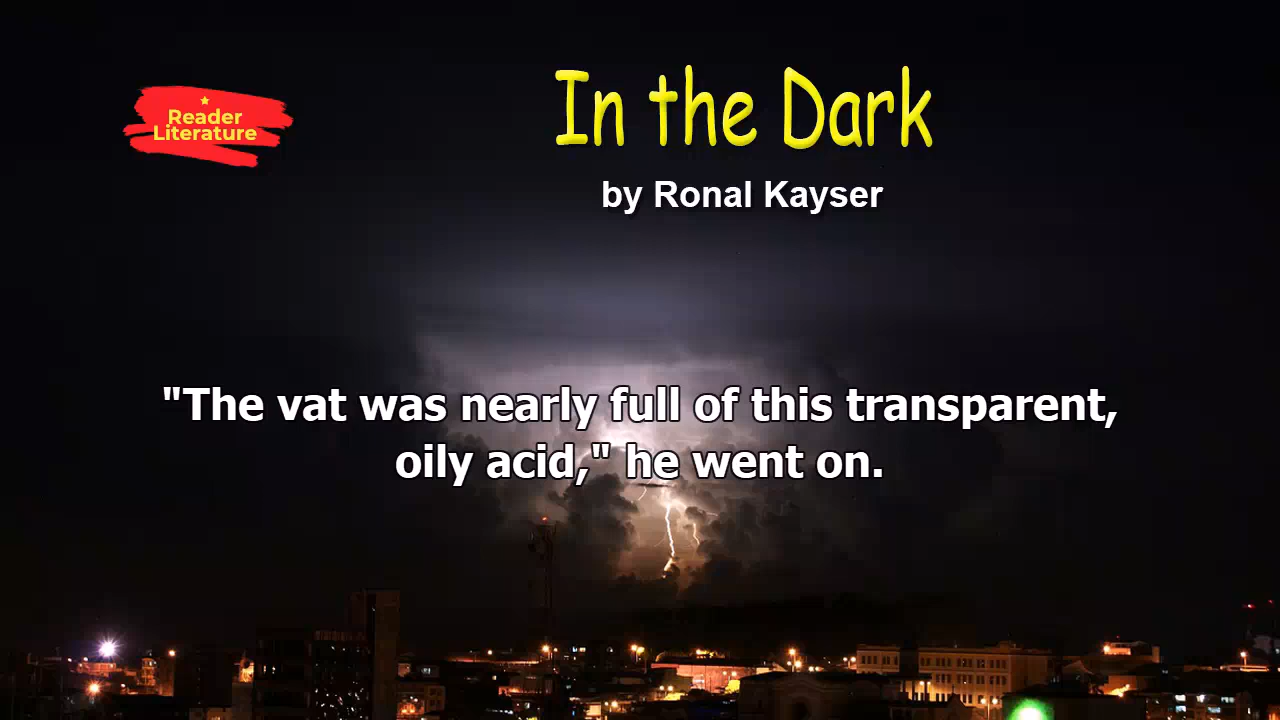 Reader
Literature
In the Dark
by Ronal Kayser
"The vat was nearly full of this transparent,
oily acid," he went on.